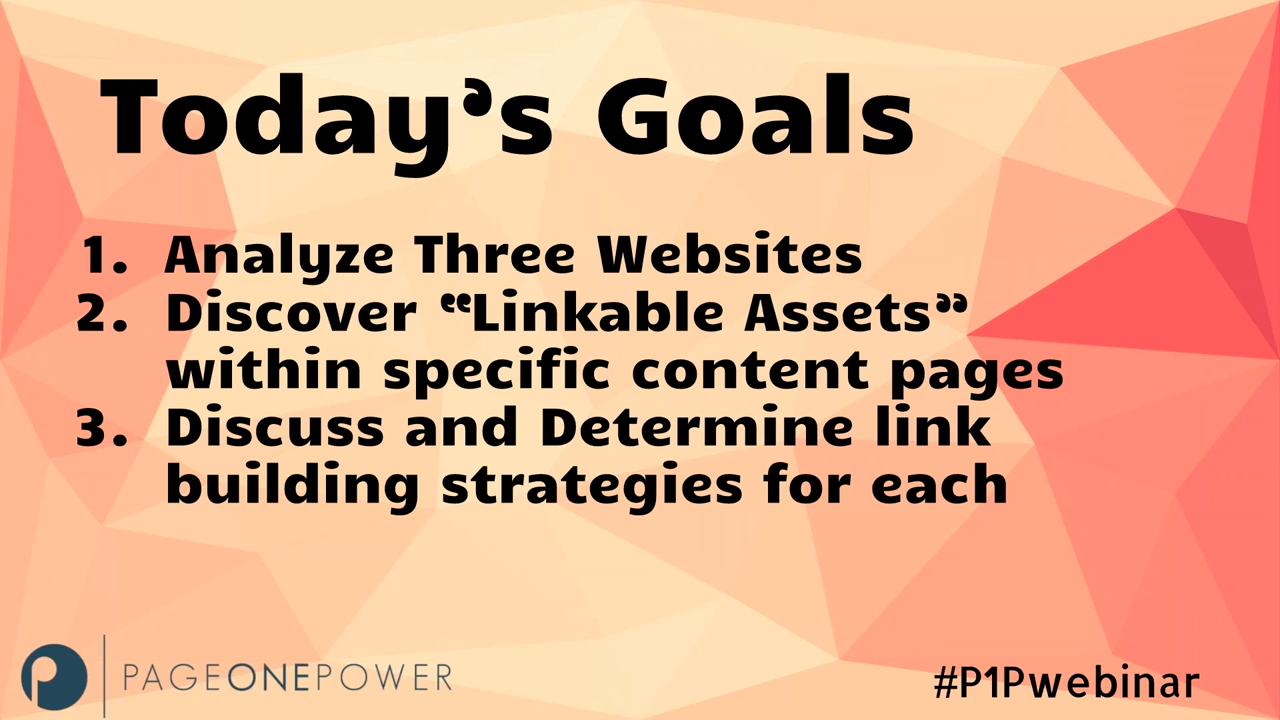 Today’s Goals
1. Analyze Three Websites
2. Discover “Linkable Assets”
within specific content pages
3. Discuss and Determine link
building strategies for each
PAGEONEPOWER
#P1Pwebinar